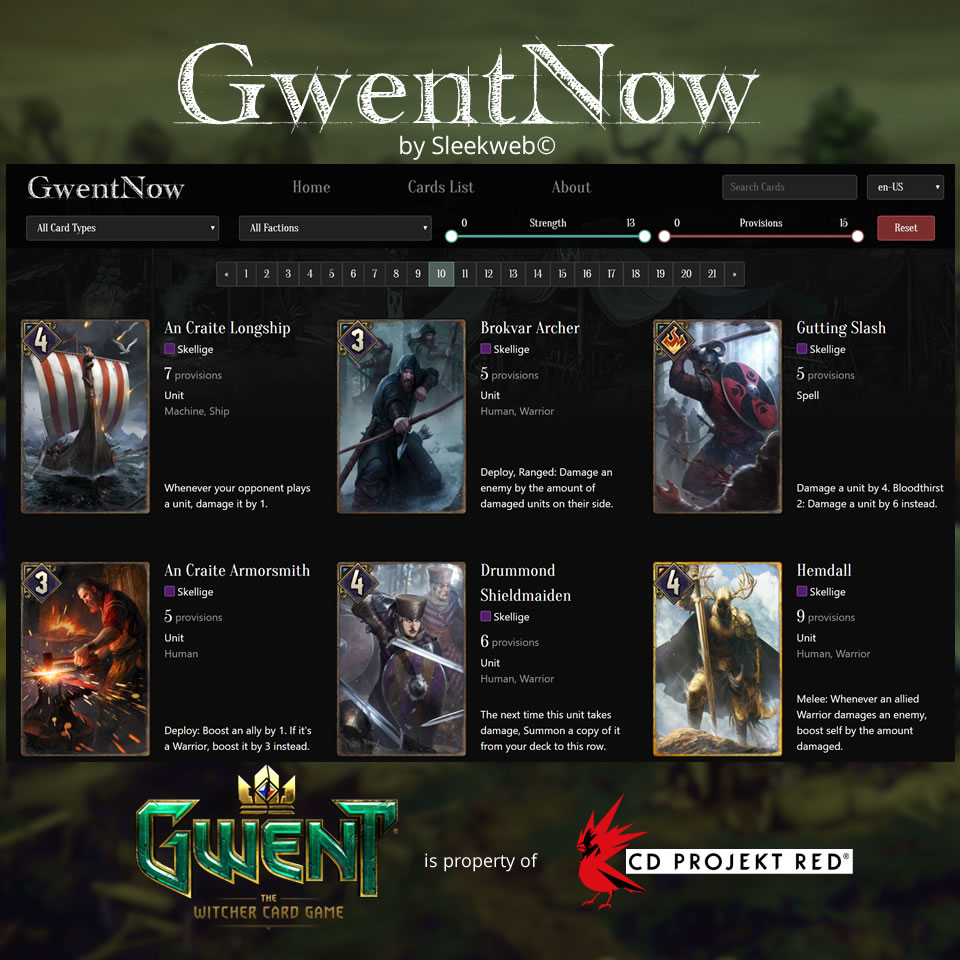 GwentNow
by Sleekweb©
GwentNow Home Cards List About Search Cards en-US
All Card Types All Factions 0 Strength 13 0 Provisions 15 Reset
« 1 2 3 4 5 6 7 8 9 10 11 12 13 14 15 16 17 18 19 20 21 »
4
An Craite Longship
Skellige
7 provisions
Unit
Machine, Ship
Whenever your opponent plays
a unit, damage it by 1.
3
Brokvar Archer
Skellige
5 provisions
Unit
Human, Warrior
Deploy, Ranged: Damage an
enemy by the amount of
damaged units on their side.
Gutting Slash
Skellige
5 provisions
Spell
Damage a unit by 4. Bloodthirst
2: Damage a unit by 6 instead.
3
An Craite Armorsmith
Skellige
5 provisions
Unit
Human
Deploy: Boost an ally by 1. If it's
a Warrior, boost it by 3 instead.
4
Drummond
Shieldmaiden
Skellige
6 provisions
Unit
Human, Warrior
The next time this unit takes
damage, Summon a copy of it
from your deck to this row.
4
Hemdall
Skellige
9 provisions
Unit
Human, Warrior
Melee: Whenever an allied
Warrior damages an enemy,
boost self by the amount
damaged.
GWENT®
THE
WITCHER CARD GAME
is property of
CD PROJEKT RED®